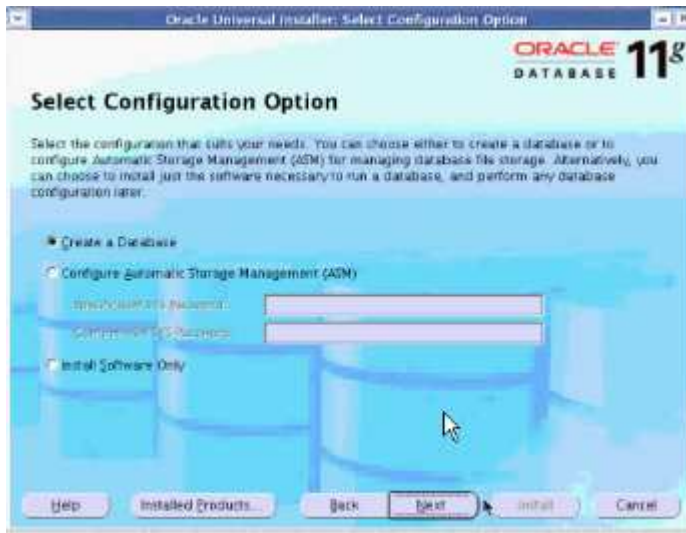 Oracle Universal Installer: Select Configuration Option
ORACLE 11g
DATABASE
Select Configuration Option
Select the configuration that suits your needs. You can choose either to create a database or to
configure Automatic Storage Management (ASM) for managing database file storage. Alternatively, you
can choose to install just the software necessary to run a database, and perform any database
configuration later.
Create a Database
Configure Automatic Storage Management (ASM)
Install Software Only
Help
Installed Products...
Back
Next
Install
Cancel